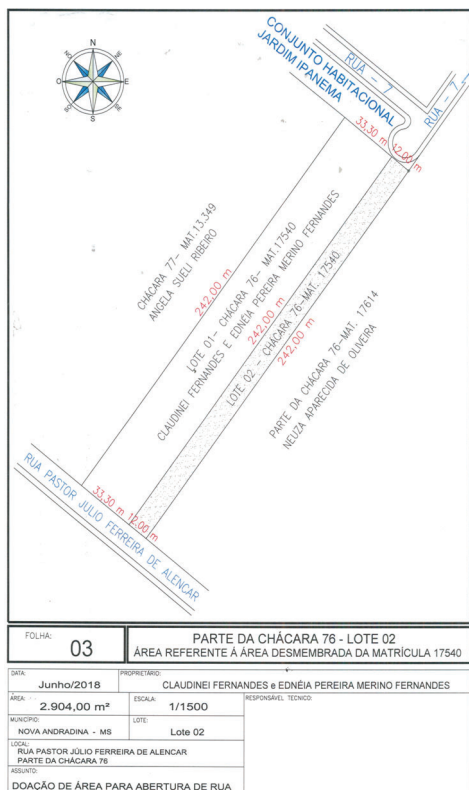 N
NO
NE
O
E
SO
SE
S
CONJUNTO HABITACIONAL
JARDIM IPANEMA
RUA - 7
RUA - 7
33,30 m
12,00 m
CHÁCARA 77- MAT.13.349
ANGELA SUELI RIBEIRO
242,00 m
LOTE 01- CHÁCARA 76- MAT.17540
CLAUDINEI FERNANDES E EDNÉIA PEREIRA MERINO FERNANDES
242,00 m
LOTE 02 - CHÁCARA 76-MAT. 17540
242,00 m
PARTE DA CHÁCARA 76-MAT. 17614
NEUZA APARECIDA DE OLIVEIRA
33,30 m
12,00 m
RUA PASTOR JULIO FERREIRA DE ALENCAR
FOLHA:
03
PARTE DA CHÁCARA 76 - LOTE 02
ÁREA REFERENTE Á ÁREA DESMEMBRADA DA MATRÍCULA 17540
DATA:
Junho/2018
PROPRIETÁRIO:
CLAUDINEI FERNANDES e EDNÉIA PEREIRA MERINO FERNANDES
ÁREA:
2.904,00 m²
ESCALA:
1/1500
RESPONSÁVEL TECNICO:
MUNICÍPIO:
NOVA ANDRADINA - MS
LOTE:
Lote 02
LOCAL:
RUA PASTOR JÚLIO FERREIRA DE ALENCAR
PARTE DA CHÁCARA 76
ASSUNTO:
DOAÇÃO DE ÁREA PARA ABERTURA DE RUA